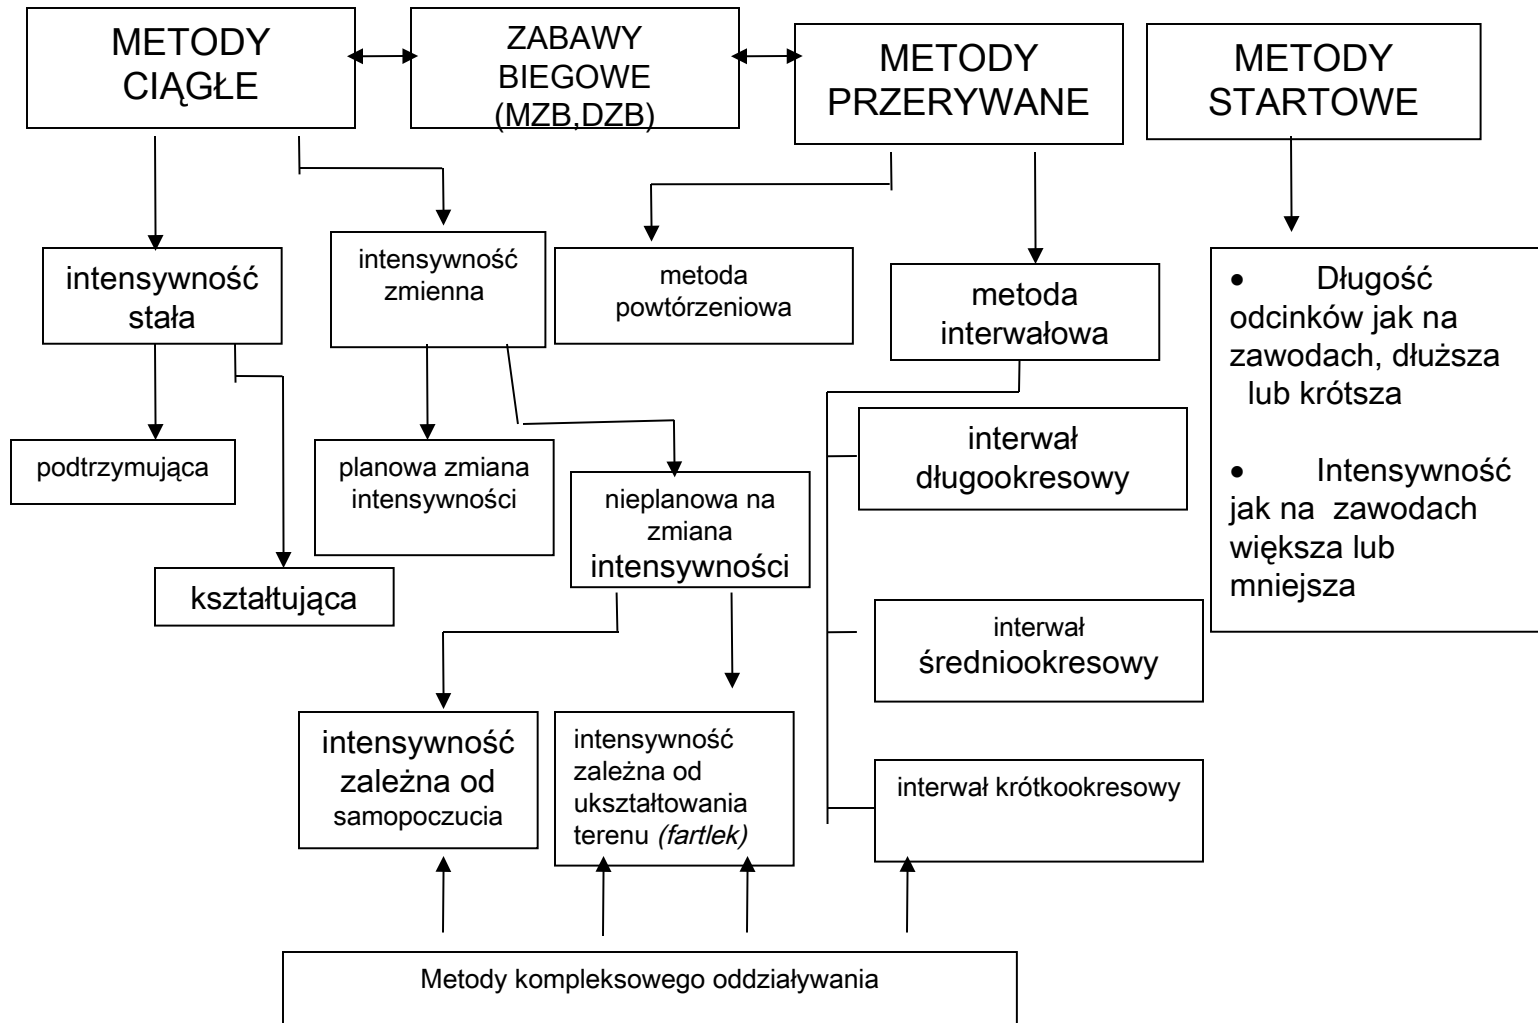 METODY
CIĄGŁE
ZABAWY
BIEGOWE
(MZB,DZB)
METODY
PRZERYWANE
METODY
STARTOWE
intensywność
stała
intensywność
zmienna
metoda
powtórzeniowa
metoda
interwałowa
• Długość
odcinków jak na
zawodach, dłuższa
lub krótsza
• Intensywność
jak na zawodach
większa lub
mniejsza
podtrzymująca
planowa zmiana
intensywności
nieplanowa na
zmiana
intensywności
interwał
długookresowy
kształtująca
interwał
średniookresowy
intensywność
zależna od
samopoczucia
intensywność
zależna od
ukształtowania
terenu (fartlek)
interwał krótkookresowy
Metody kompleksowego oddziaływania